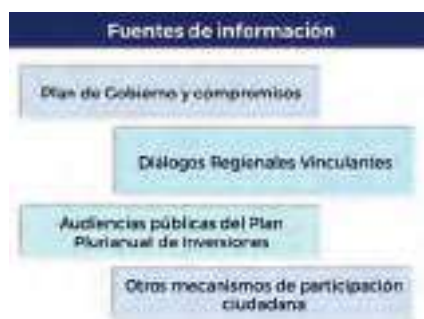 Fuentes de información
Plan de Gobierno y compromisos
Diálogos Regionales Vinculantes
Audiencias públicas del Plan
Plurianual de Inversiones
Otros mecanismos de participación
ciudadana